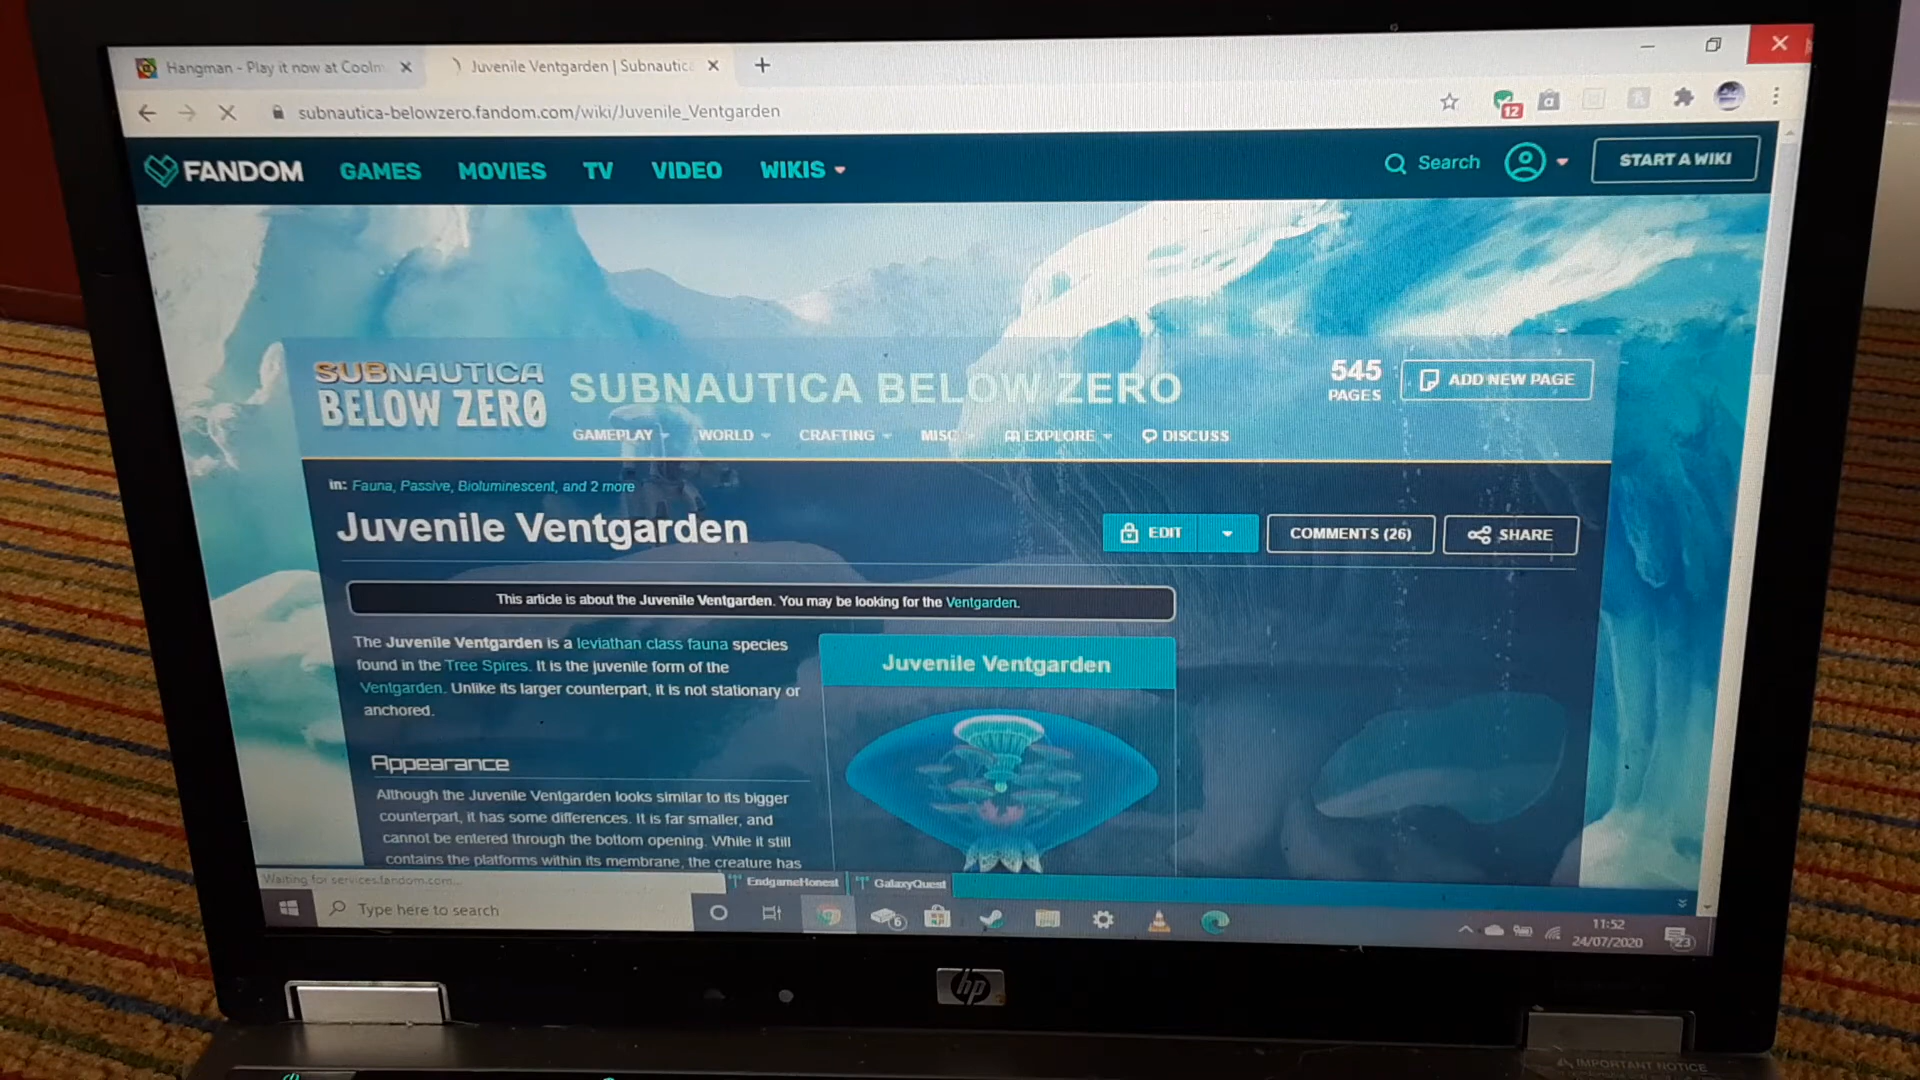 Hangman - Play it now at Coolm
Juvenile Ventgarden | Subnautic
subnautica-belowzero.fandom.com/wiki/Juvenile_Ventgarden
12
FANDOM GAMES MOVIES TV VIDEO WIKIS Search START A WIKI
SUBNAUTICA
BELOW ZERO
SUBNAUTICA BELOW ZERO
545
PAGES
ADD NEW PAGE
GAMEPLAY WORLD CRAFTING MISC EXPLORE DISCUSS
in: Fauna, Passive, Bioluminescent, and 2 more
Juvenile Ventgarden
EDIT COMMENTS (26) SHARE
This article is about the Juvenile Ventgarden. You may be looking for the Ventgarden.
The Juvenile Ventgarden is a leviathan class fauna species
found in the Tree Spires. It is the juvenile form of the
Ventgarden. Unlike its larger counterpart, it is not stationary or
anchored.
Juvenile Ventgarden
Appearance
Although the Juvenile Ventgarden looks similar to its bigger
counterpart, it has some differences. It is far smaller, and
cannot be entered through the bottom opening. While it still
contains the platforms within its membrane, the creature has
Waiting for services.fandom.com...
EndgameHonest GalaxyQuest
Type here to search
6
11:52
24/07/2020
23
hp
IMPORTANT NOTICE